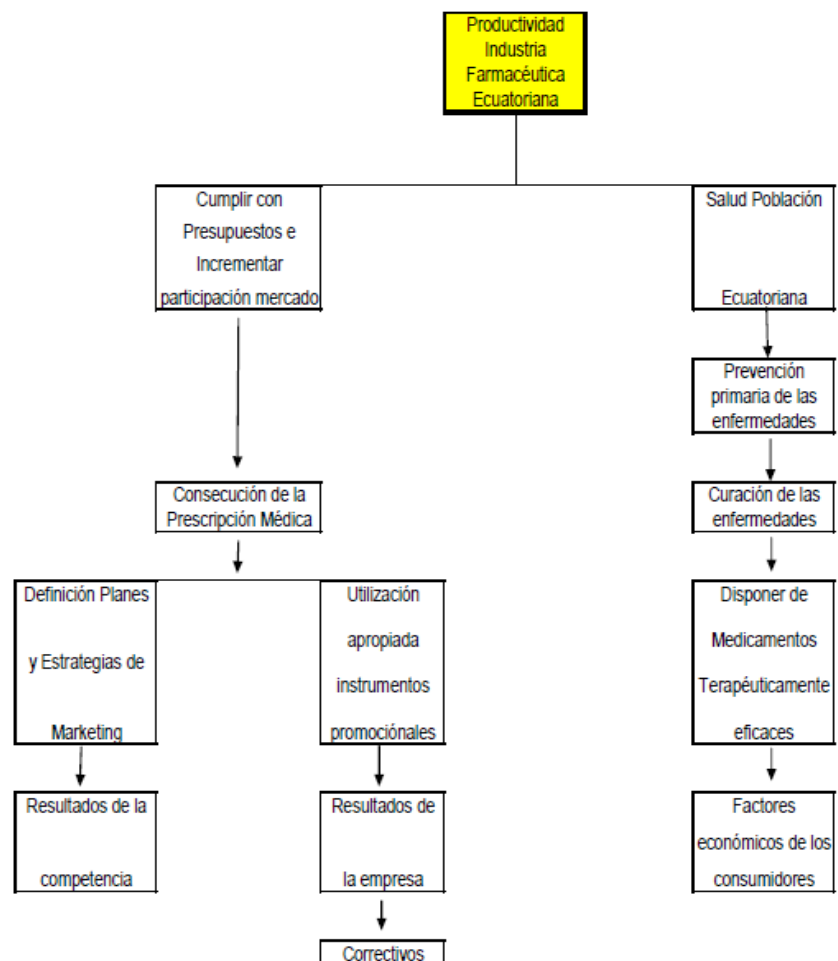 Productividad
Industria
Farmacéutica
Ecuatoriana
Cumplir con
Presupuestos e
Incrementar
participación mercado
Salud Población
Ecuatoriana
Prevención
primaria de las
enfermedades
Consecución de la
Prescripción Médica
Curación de las
enfermedades
Definición Planes
y Estrategias de
Marketing
Utilización
apropiada
instrumentos
promociónales
Disponer de
Medicamentos
Terapéuticamente
eficaces
Resultados de la
competencia
Resultados de
la empresa
Factores
económicos de los
consumidores
Correctivos